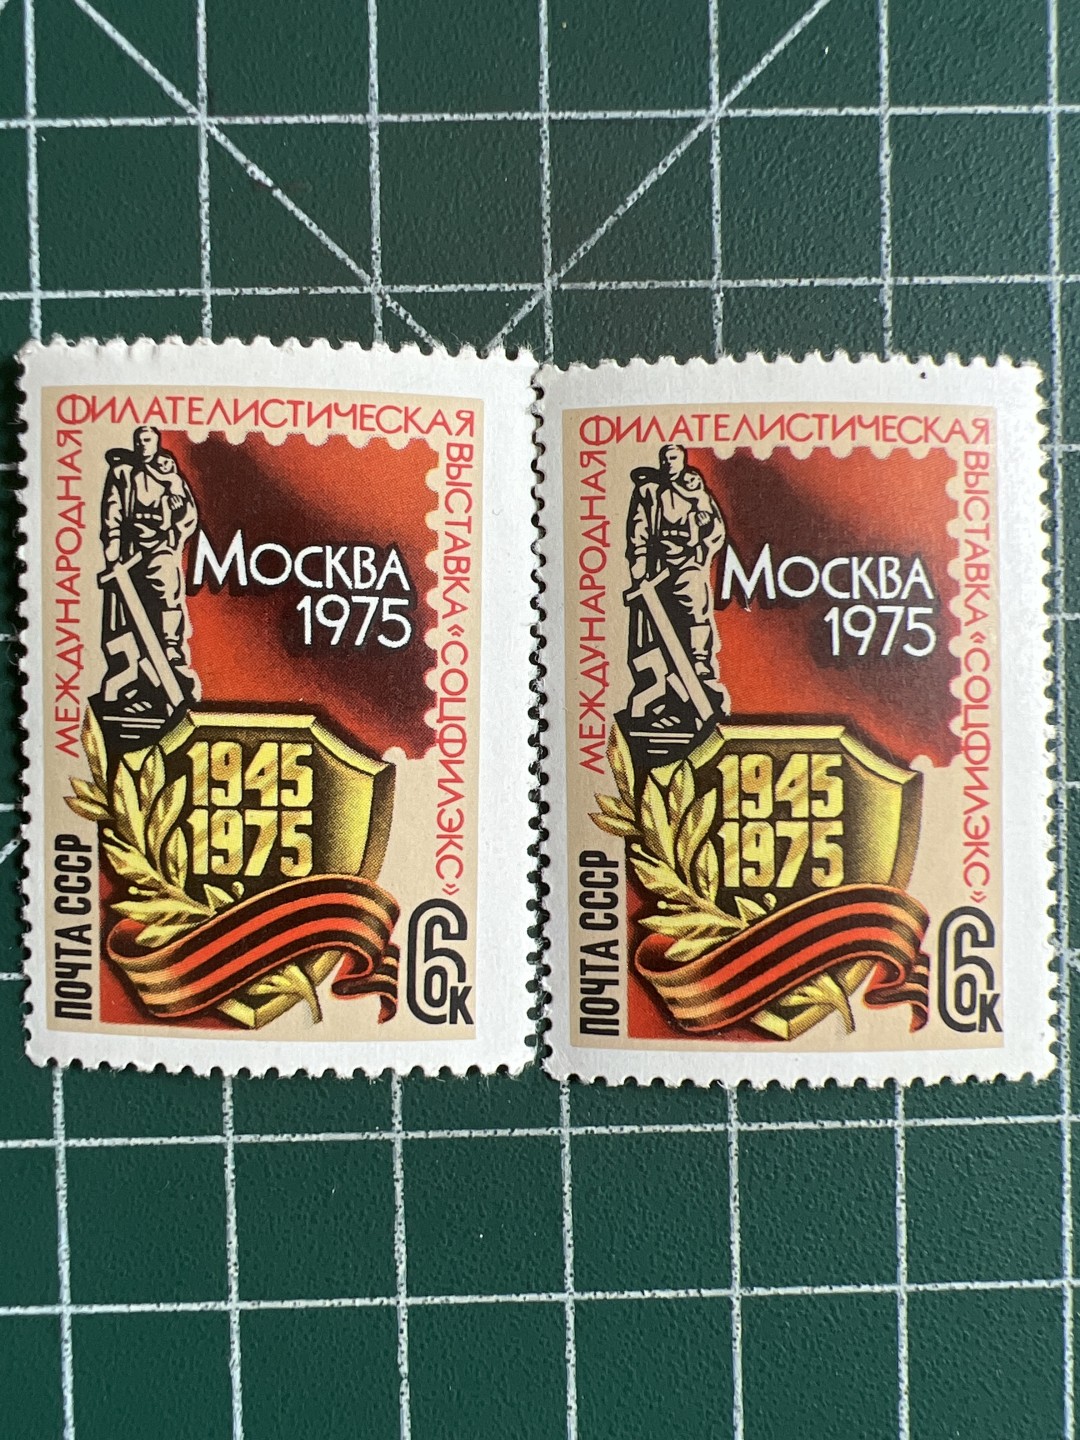 МЕЖДУНАРОДНАЯ
ФИЛАТЕЛИСТИЧЕСКАЯ
ВЫСТАВКА «СОЦФИЛЭКС»
МОСКВА
1975
1945
1975
ПОЧТА СССР
6к
МЕЖДУНАРОДНАЯ
ФИЛАТЕЛИСТИЧЕСКАЯ
ВЫСТАВКА «СОЦФИЛЭКС»
МОСКВА
1975
1945
1975
ПОЧТА СССР
6к